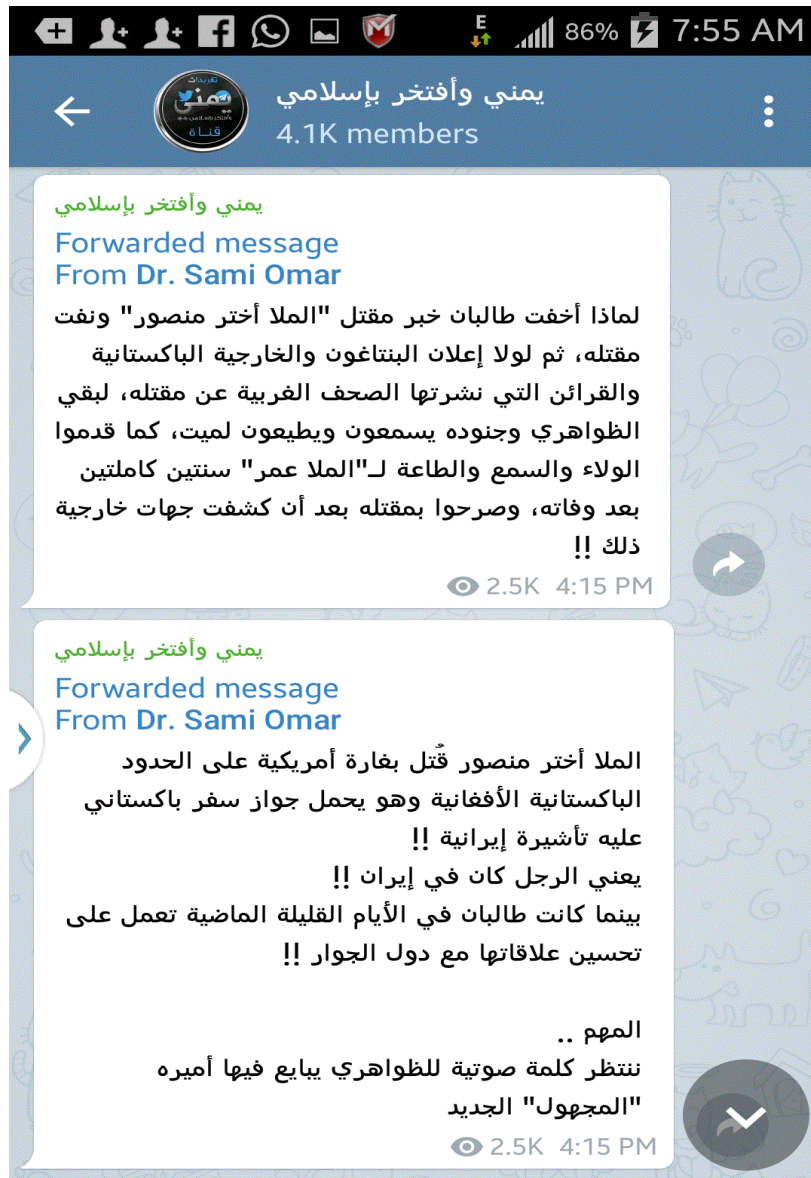 E
86%
7:55 AM
يمني وأفتخر بإسلامي
4.1K members
تغريدات
يمني
قناة
يمني وأفتخر بإسلامي
Forwarded message
From Dr. Sami Omar
لماذا أخفت طالبان خبر مقتل "الملا أختر منصور" ونفت
مقتله، ثم لولا إعلان البنتاغون والخارجية الباكستانية
والقرائن التي نشرتها الصحف الغربية عن مقتله، لبقي
الظواهري وجنوده يسمعون ويطيعون لميت، كما قدموا
الولاء والسمع والطاعة لـ"الملا عمر" سنتين كاملتين
بعد وفاته، وصرحوا بمقتله بعد أن كشفت جهات خارجية
ذلك !!
2.5K 4:15 PM
يمني وأفتخر بإسلامي
Forwarded message
From Dr. Sami Omar
الملا أختر منصور قُتل بغارة أمريكية على الحدود
الباكستانية الأفغانية وهو يحمل جواز سفر باكستاني
عليه تأشيرة إيرانية !!
يعني الرجل كان في إيران !!
بينما كانت طالبان في الأيام القليلة الماضية تعمل على
تحسين علاقاتها مع دول الجوار !!
المهم ..
ننتظر كلمة صوتية للظواهري يبايع فيها أميره
"المجهول" الجديد
2.5K 4:15 PM